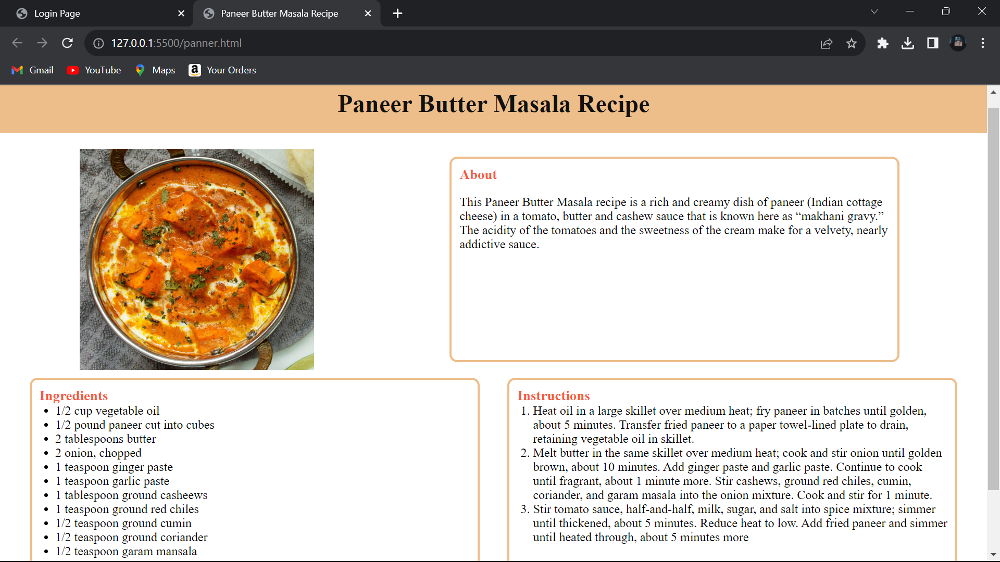 Login Page
Paneer Butter Masala Recipe
127.0.0.1:5500/panner.html
Gmail
YouTube
Maps
Your Orders
Paneer Butter Masala Recipe
About
This Paneer Butter Masala recipe is a rich and creamy dish of paneer (Indian cottage
cheese) in a tomato, butter and cashew sauce that is known here as “makhani gravy.”
The acidity of the tomatoes and the sweetness of the cream make for a velvety, nearly
addictive sauce.
Ingredients
• 1/2 cup vegetable oil
• 1/2 pound paneer cut into cubes
• 2 tablespoons butter
• 2 onion, chopped
• 1 teaspoon ginger paste
• 1 teaspoon garlic paste
• 1 tablespoon ground casheews
• 1 teaspoon ground red chiles
• 1/2 teaspoon ground cumin
• 1/2 teaspoon ground coriander
• 1/2 teaspoon garam mansala
Instructions
1. Heat oil in a large skillet over medium heat; fry paneer in batches until golden,
about 5 minutes. Transfer fried paneer to a paper towel-lined plate to drain,
retaining vegetable oil in skillet.
2. Melt butter in the same skillet over medium heat; cook and stir onion until golden
brown, about 10 minutes. Add ginger paste and garlic paste. Continue to cook
until fragrant, about 1 minute more. Stir cashews, ground red chiles, cumin,
coriander, and garam masala into the onion mixture. Cook and stir for 1 minute.
3. Stir tomato sauce, half-and-half, milk, sugar, and salt into spice mixture; simmer
until thickened, about 5 minutes. Reduce heat to low. Add fried paneer and simmer
until heated through, about 5 minutes more